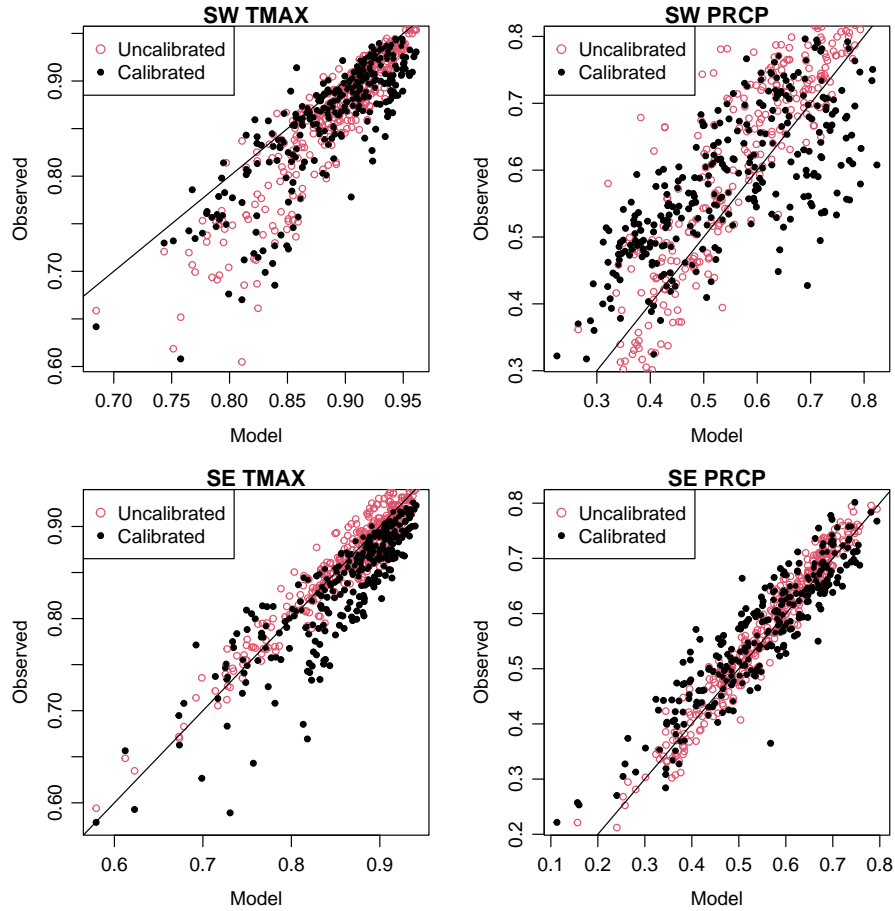 SW TMAX
Uncalibrated
Calibrated
Observed
0.60 0.70 0.80 0.90
0.70 0.75 0.80 0.85 0.90 0.95
Model
SW PRCP
Uncalibrated
Calibrated
Observed
0.3 0.4 0.5 0.6 0.7 0.8
0.3 0.4 0.5 0.6 0.7 0.8
Model
SE TMAX
Uncalibrated
Calibrated
Observed
0.60 0.70 0.80 0.90
0.6 0.7 0.8 0.9
Model
SE PRCP
Uncalibrated
Calibrated
Observed
0.2 0.3 0.4 0.5 0.6 0.7 0.8
0.1 0.2 0.3 0.4 0.5 0.6 0.7 0.8
Model